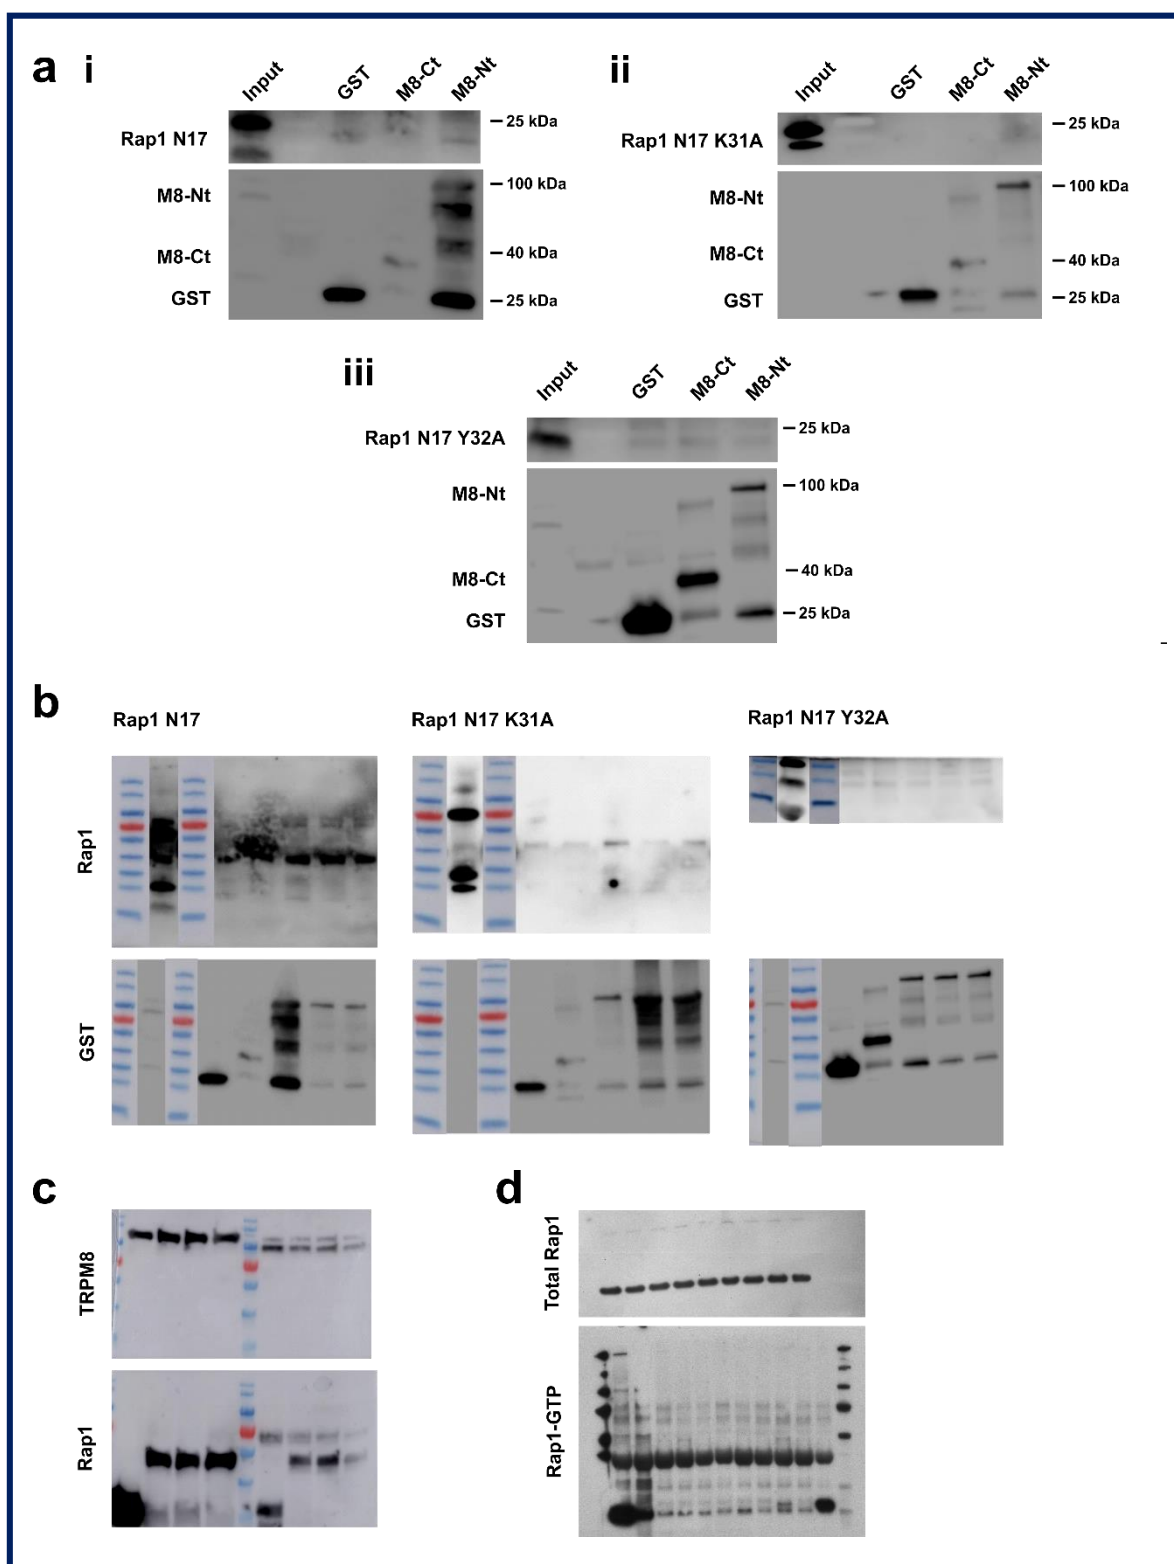 a i
Input GST M8-Ct M8-Nt
Rap1 N17
25 kDa
M8-Nt
100 kDa
M8-Ct
40 kDa
GST
25 kDa
ii
Input GST M8-Ct M8-Nt
Rap1 N17 K31A
25 kDa
M8-Nt
100 kDa
M8-Ct
40 kDa
GST
25 kDa
iii
Input GST M8-Ct M8-Nt
Rap1 N17 Y32A
25 kDa
M8-Nt
100 kDa
M8-Ct
40 kDa
GST
25 kDa
b
Rap1 N17 Rap1 N17 K31A Rap1 N17 Y32A
Rap1
GST
c
TRPM8
Rap1
d
Total Rap1
Rap1-GTP